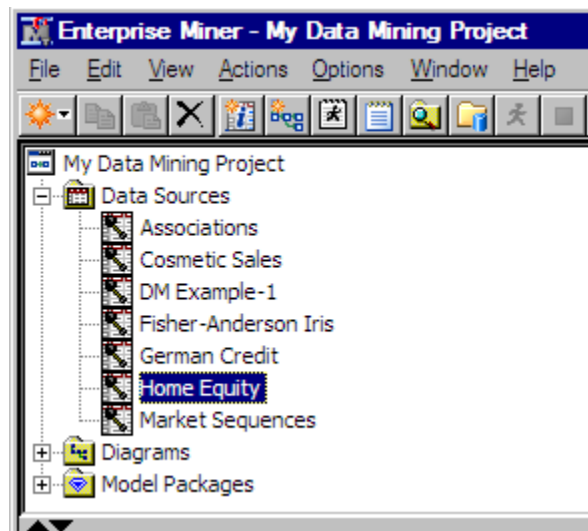 Enterprise Miner - My Data Mining Project
File Edit View Actions Options Window Help
My Data Mining Project
Data Sources
Associations
Cosmetic Sales
DM Example-1
Fisher-Anderson Iris
German Credit
Home Equity
Market Sequences
Diagrams
Model Packages